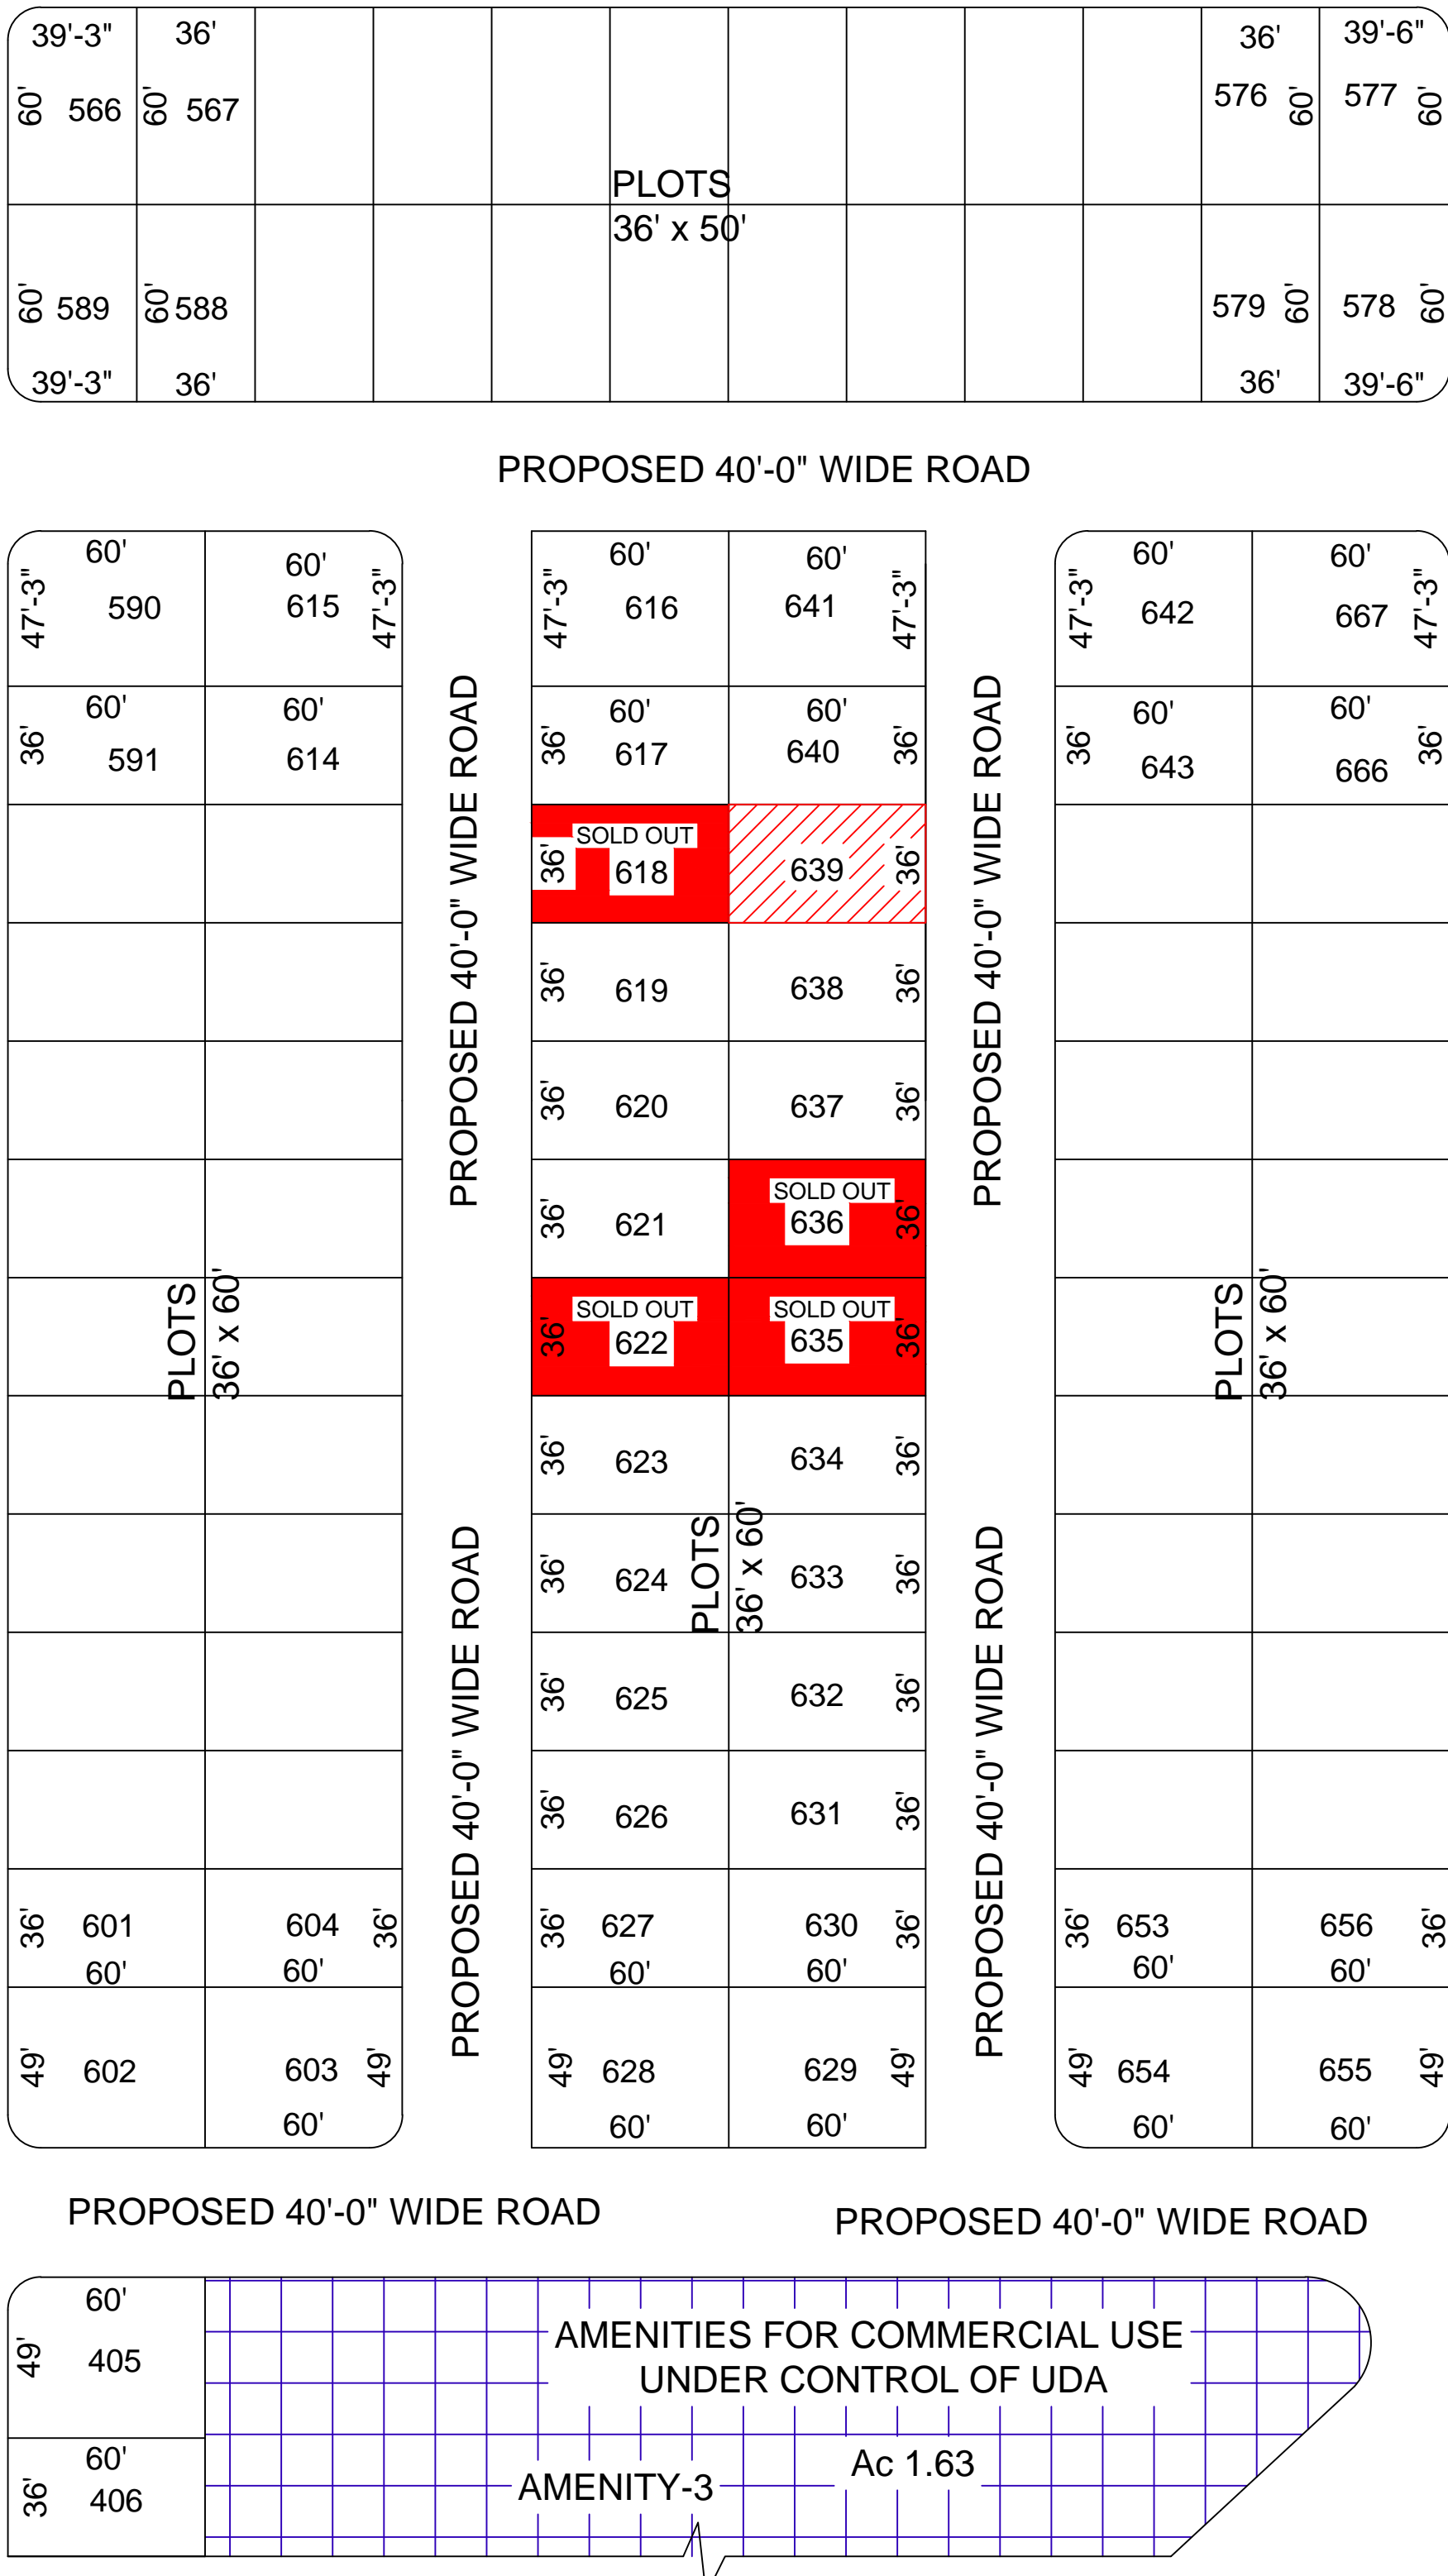 39'-3" 36' 36' 39'-6"
60' 566 60' 567 576 60' 577 60'
PLOTS
36' x 50'
60' 589 60' 588 579 60' 578 60'
39'-3" 36' 36' 39'-6"
PROPOSED 40'-0" WIDE ROAD
60' 60' 60' 60' 60' 60'
47'-3" 590 615 47'-3" 47'-3" 616 641 47'-3" 47'-3" 642 667 47'-3"
60' 60' 60' 60' 60' 60'
36' 591 614 36' 617 640 36' 36' 643 666 36'
PROPOSED 40'-0" WIDE ROAD
PROPOSED 40'-0" WIDE ROAD
SOLD OUT
36' 618 639 36'
36' 619 638 36'
36' 620 637 36'
SOLD OUT
36' 621 636 36'
SOLD OUT SOLD OUT
36' 622 635 36'
PLOTS
36' x 60'
PLOTS
36' x 60'
36' 623 634 36'
PLOTS
36' x 60'
36' 624 633 36'
36' 625 632 36'
36' 626 631 36'
PROPOSED 40'-0" WIDE ROAD
PROPOSED 40'-0" WIDE ROAD
36' 601 604 36' 36' 627 630 36' 36' 653 656 36'
60' 60' 60' 60' 60' 60'
49' 602 603 49' 49' 628 629 49' 49' 654 655 49'
60' 60' 60' 60' 60'
PROPOSED 40'-0" WIDE ROAD PROPOSED 40'-0" WIDE ROAD
60'
49' 405
AMENITIES FOR COMMERCIAL USE
UNDER CONTROL OF UDA
60'
36' 406
AMENITY-3 Ac 1.63